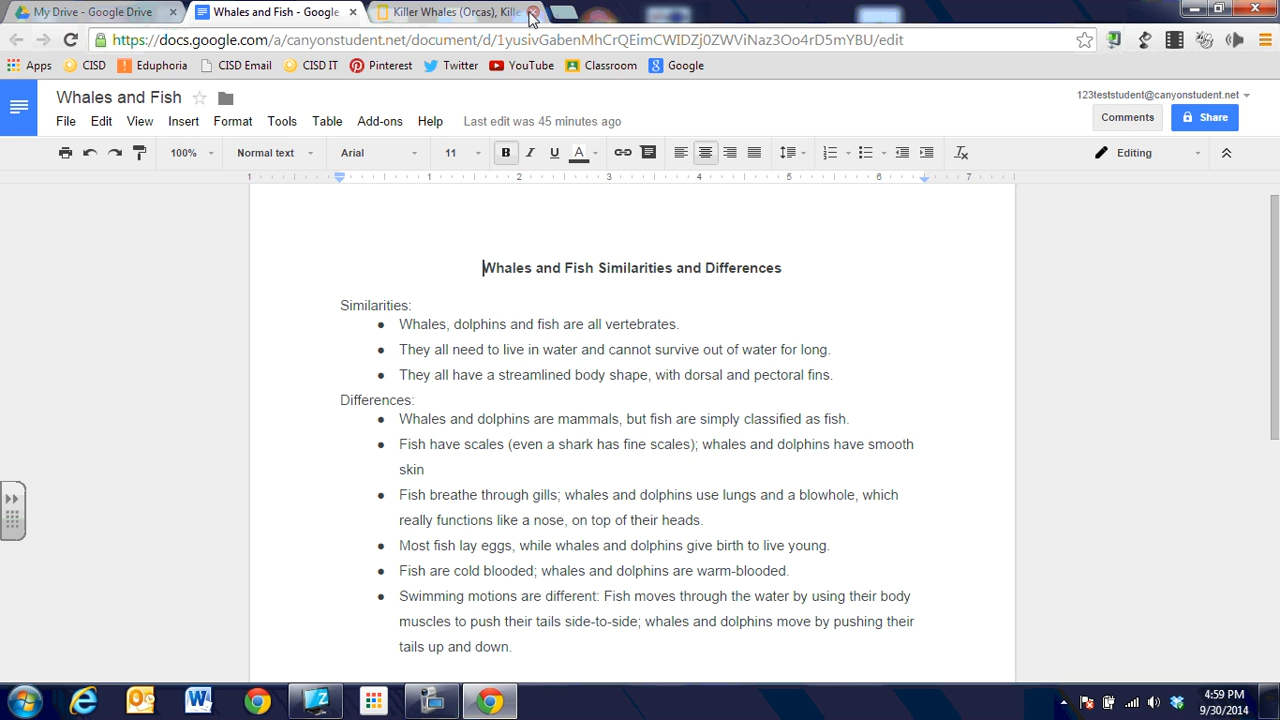 My Drive - Google Drive
Whales and Fish - Google
Killer Whales (Orcas), Kille
https://docs.google.com/a/canyonstudent.net/document/d/1yusivGabenMhCrQEimCWIDZj0ZWViNaz3Oo4rD5mYBU/edit
Apps CISD Eduphoria CISD Email CISD IT Pinterest Twitter YouTube Classroom Google
Whales and Fish
123teststudent@canyonstudent.net
File Edit View Insert Format Tools Table Add-ons Help Last edit was 45 minutes ago
Comments Share
100% Normal text Arial 11 B I U A Editing
1 1 2 3 4 5 6 7
Whales and Fish Similarities and Differences
Similarities:
● Whales, dolphins and fish are all vertebrates.
● They all need to live in water and cannot survive out of water for long.
● They all have a streamlined body shape, with dorsal and pectoral fins.
Differences:
● Whales and dolphins are mammals, but fish are simply classified as fish.
● Fish have scales (even a shark has fine scales); whales and dolphins have smooth
skin
● Fish breathe through gills; whales and dolphins use lungs and a blowhole, which
really functions like a nose, on top of their heads.
● Most fish lay eggs, while whales and dolphins give birth to live young.
● Fish are cold blooded; whales and dolphins are warm-blooded.
● Swimming motions are different: Fish moves through the water by using their body
muscles to push their tails side-to-side; whales and dolphins move by pushing their
tails up and down.
4:59 PM
9/30/2014